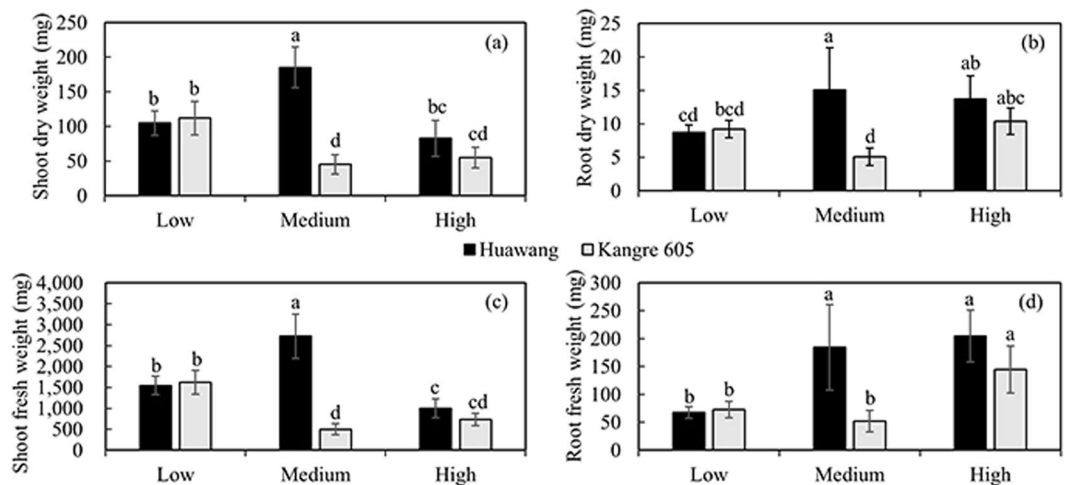 Shoot dry weight (mg)
250
200
150
100
50
0
(a)
b
b
a
d
bc
cd
Low
Medium
High
Root dry weight (mg)
25
20
15
10
5
0
(b)
cd
bcd
a
d
ab
abc
Low
Medium
High
Huawang
Kangre 605
Shoot fresh weight (mg)
4,000
3,500
3,000
2,500
2,000
1,500
1,000
500
0
(c)
b
b
a
d
c
cd
Low
Medium
High
Root fresh weight (mg)
300
250
200
150
100
50
0
(d)
b
b
a
b
a
a
Low
Medium
High